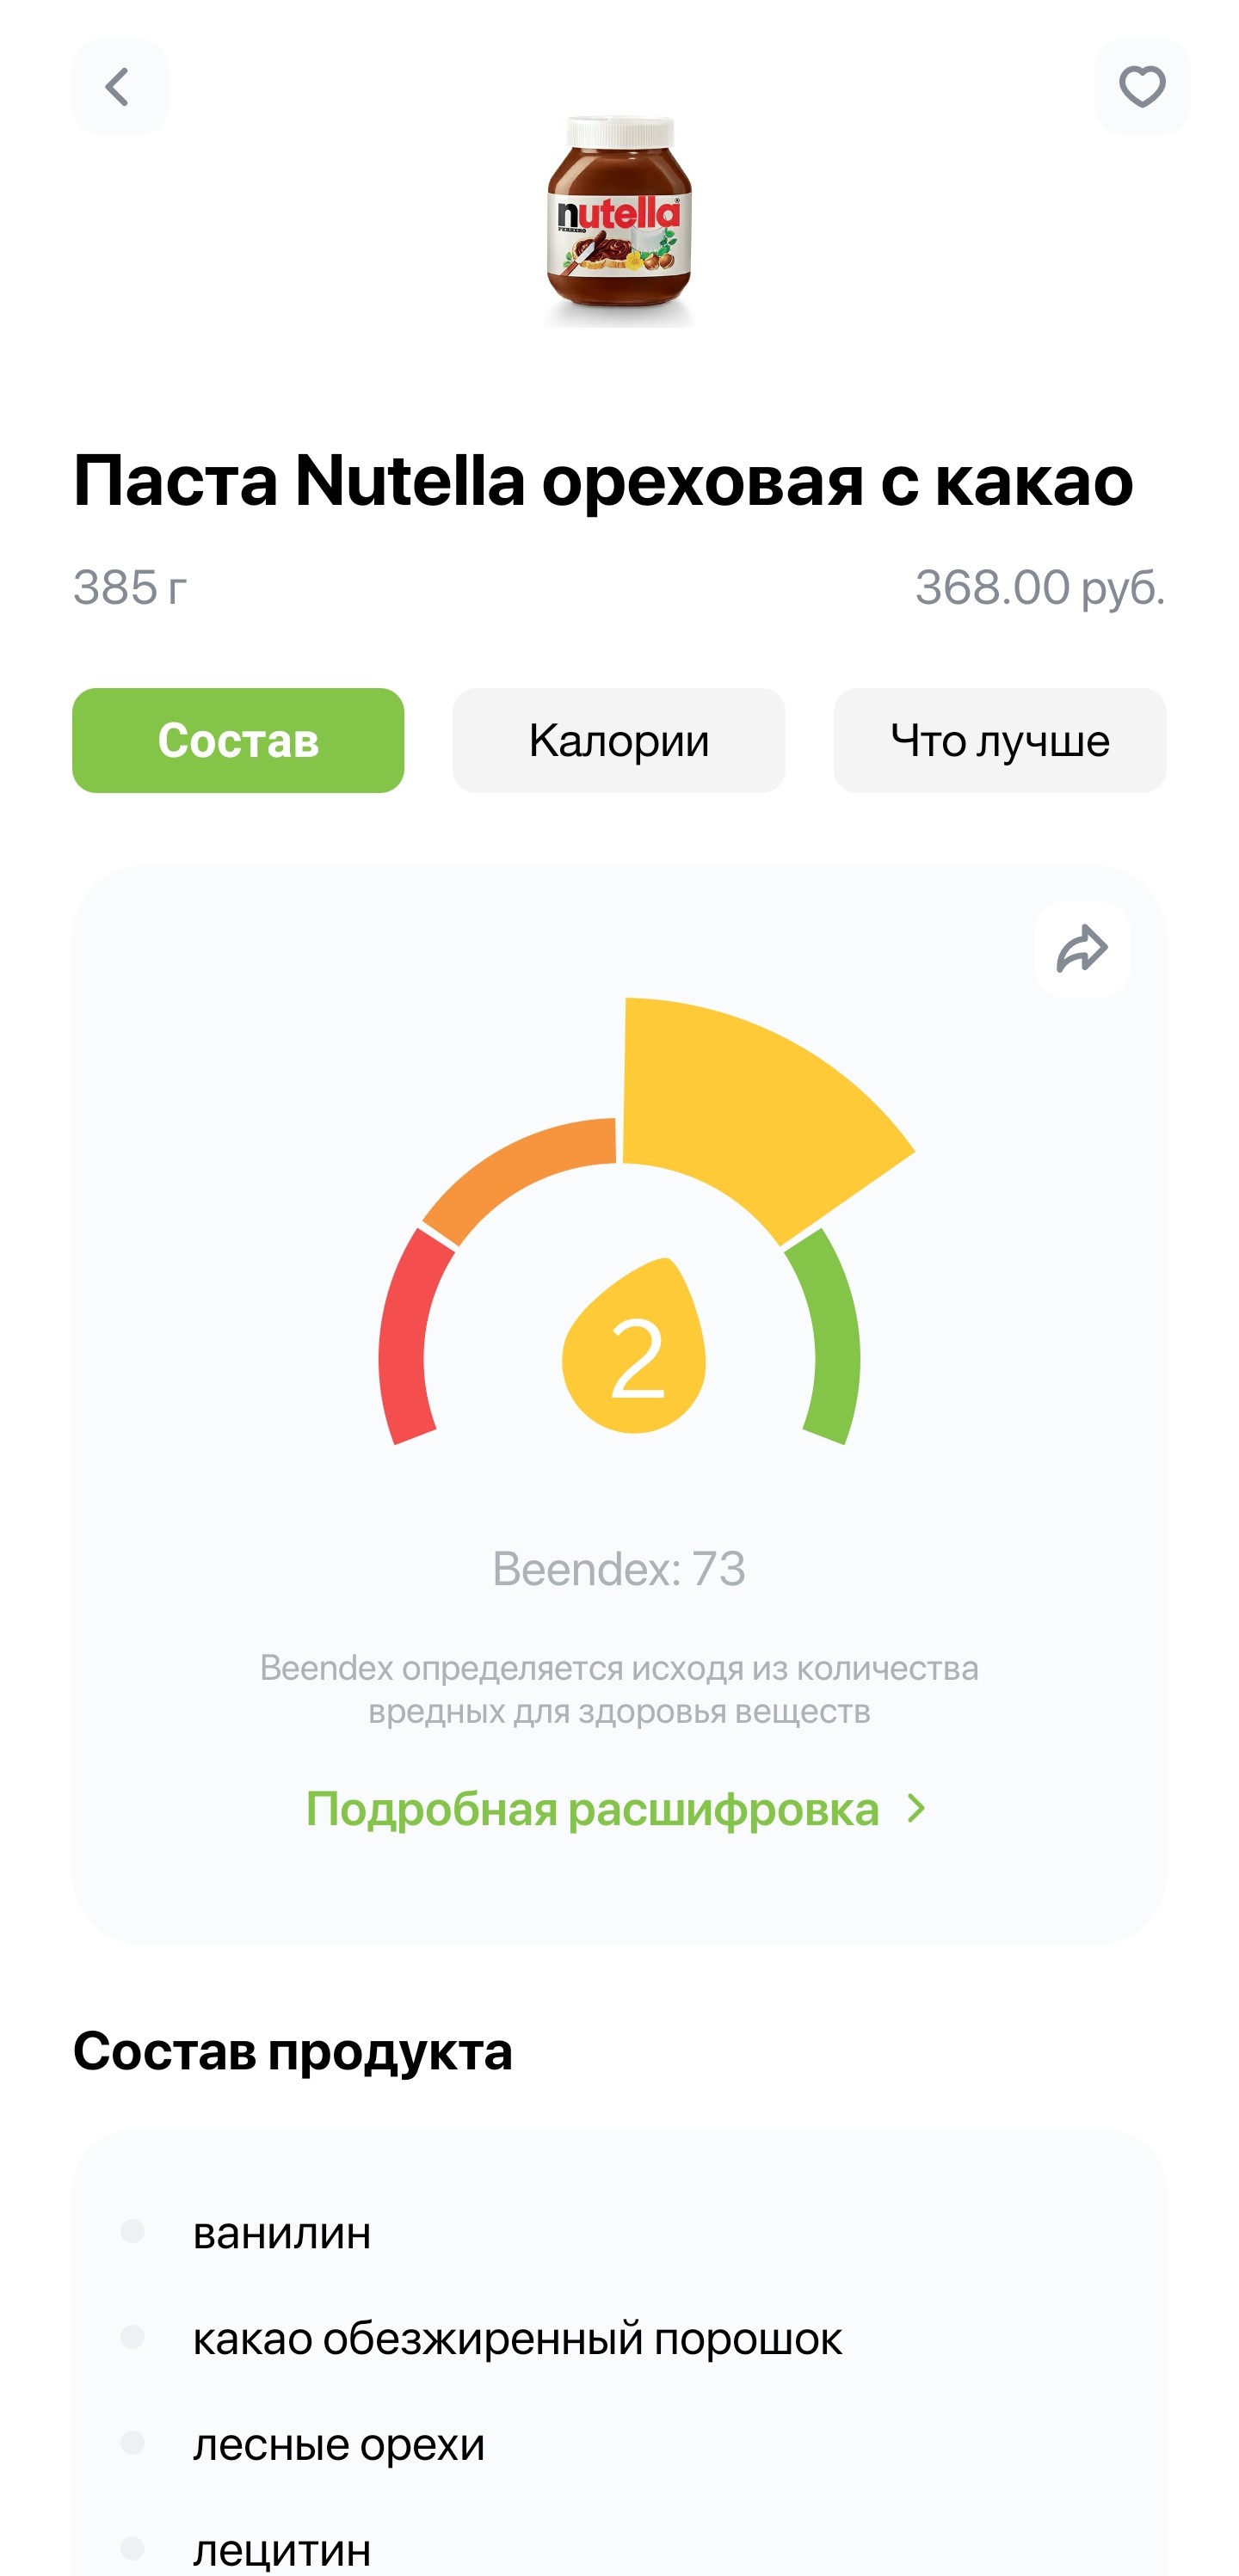 nutella
FERRERO
Паста Nutella ореховая с какао
385 г
368.00 руб.
Состав
Калории
Что лучше
2
Beendex: 73
Beendex определяется исходя из количества
вредных для здоровья веществ
Подробная расшифровка
Состав продукта
ванилин
какао обезжиренный порошок
лесные орехи
лецитин